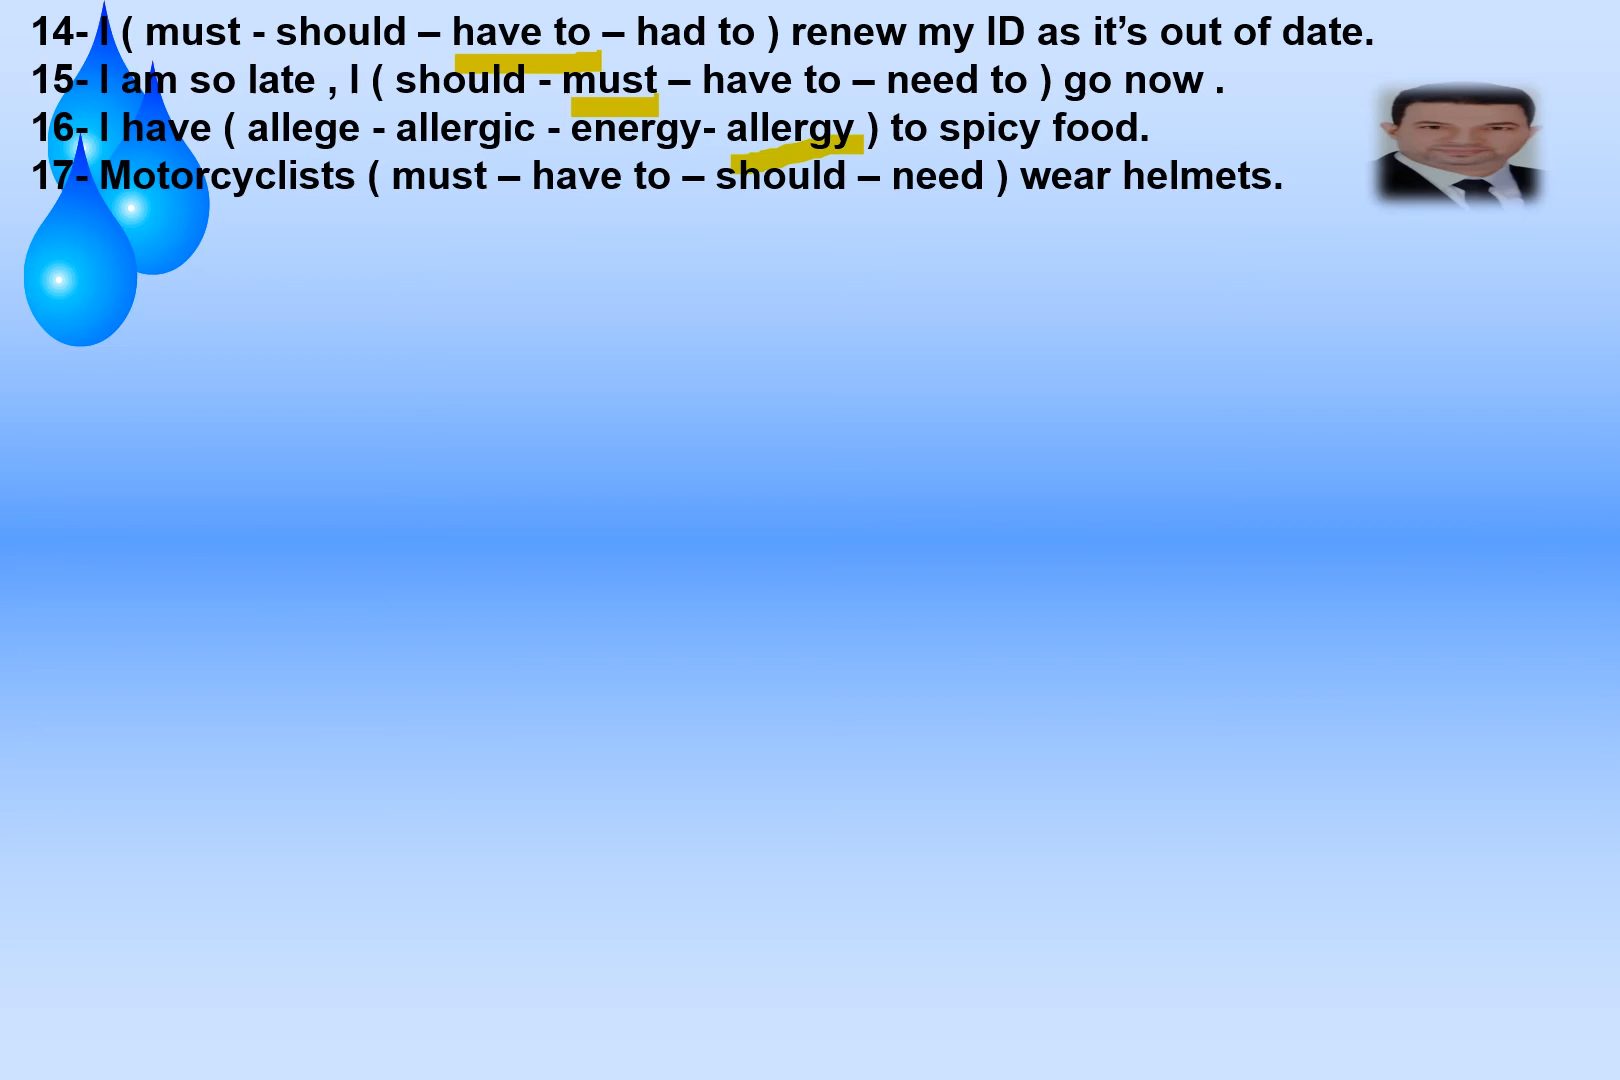 14- I ( must - should – have to – had to ) renew my ID as it’s out of date.
15- I am so late , I ( should - must – have to – need to ) go now .
16- I have ( allege - allergic - energy- allergy ) to spicy food.
17- Motorcyclists ( must – have to – should – need ) wear helmets.